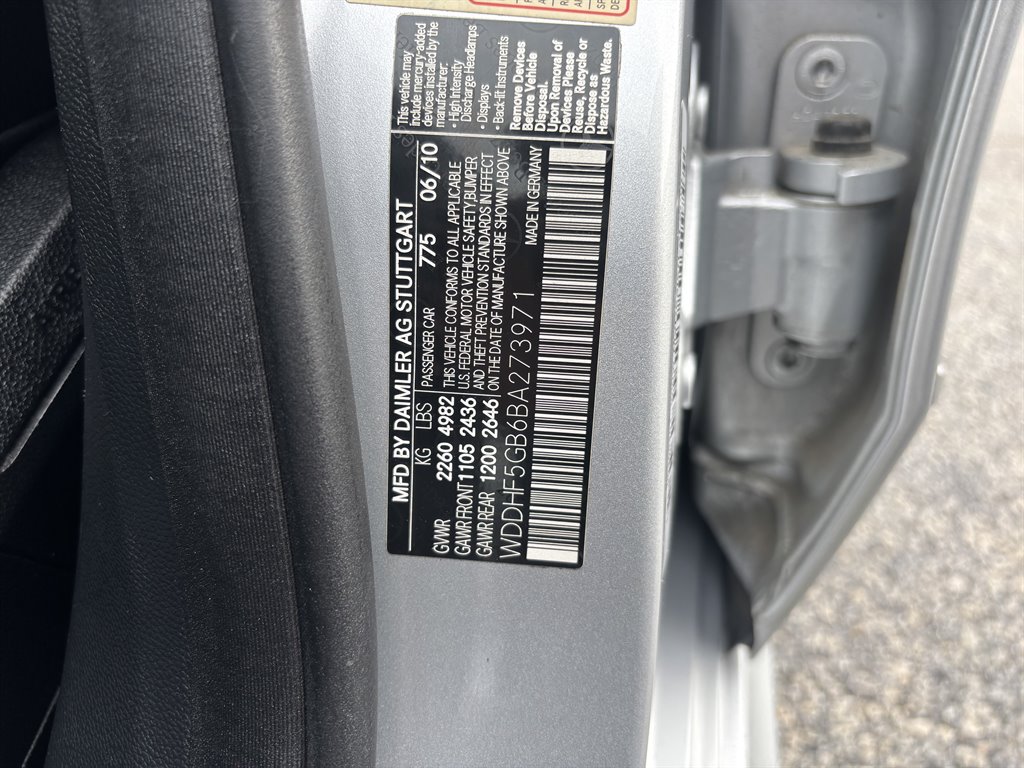 MFD BY DAIMLER AG STUTTGART
KG LBS PASSENGER CAR 775 06/10
GVWR 2260 4982 THIS VEHICLE CONFORMS TO ALL APPLICABLE
U.S. FEDERAL MOTOR VEHICLE SAFETY,BUMPER
GAWR FRONT 1105 2436 AND THEFT PREVENTION STANDARDS IN EFFECT
GAWR REAR 1200 2646 ON THE DATE OF MANUFACTURE SHOWN ABOVE
WDDHF5GB6BA273971 MADE IN GERMANY
This vehicle may
include mercury-added
devices installed by the
manufacturer:
• High Intensity
Discharge Headlamps
• Displays
• Back-lit Instruments
Remove Devices
Before Vehicle
Disposal.
Upon Removal of
Devices Please
Reuse, Recycle or
Dispose as
Hazardous Waste.